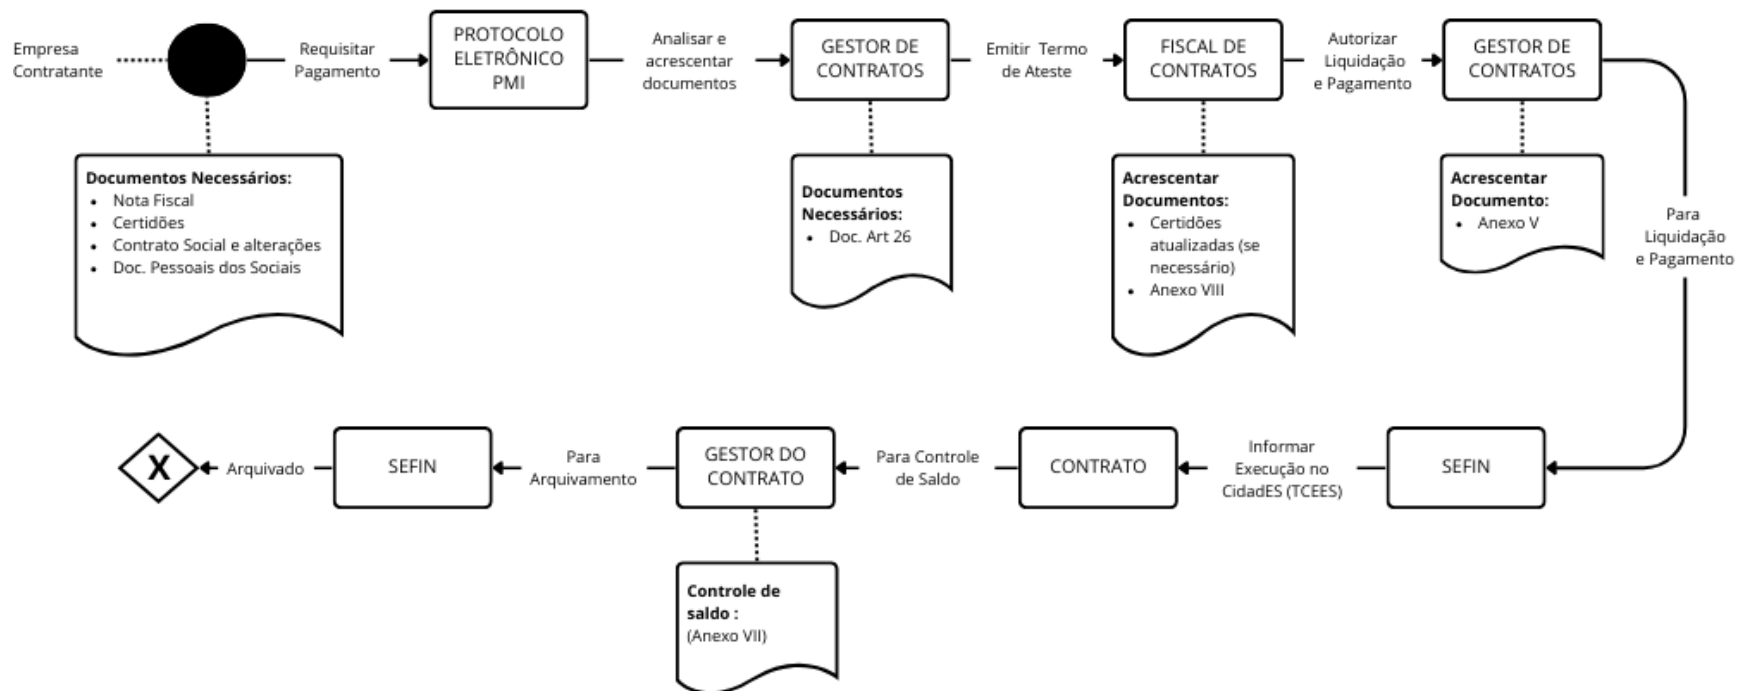 Empresa
Contratante
Requisitar
Pagamento
PROTOCOLO
ELETRÔNICO
PMI
Analisar e
acrescentar
documentos
GESTOR DE
CONTRATOS
Emitir Termo
de Ateste
FISCAL DE
CONTRATOS
Autorizar
Liquidação
e Pagamento
GESTOR DE
CONTRATOS
Documentos Necessários:
• Nota Fiscal
• Certidões
• Contrato Social e alterações
• Doc. Pessoais dos Sociais
Documentos
Necessários:
• Doc. Art 26
Acrescentar
Documentos:
• Certidões
atualizadas (se
necessário)
• Anexo VIII
Acrescentar
Documento:
• Anexo V
Para
Liquidação
e Pagamento
SEFIN
Informar
Execução no
CidadES (TCEES)
CONTRATO
Para Controle
de Saldo
GESTOR DO
CONTRATO
Para
Arquivamento
SEFIN
Arquivado
X
Controle de
saldo :
(Anexo VII)